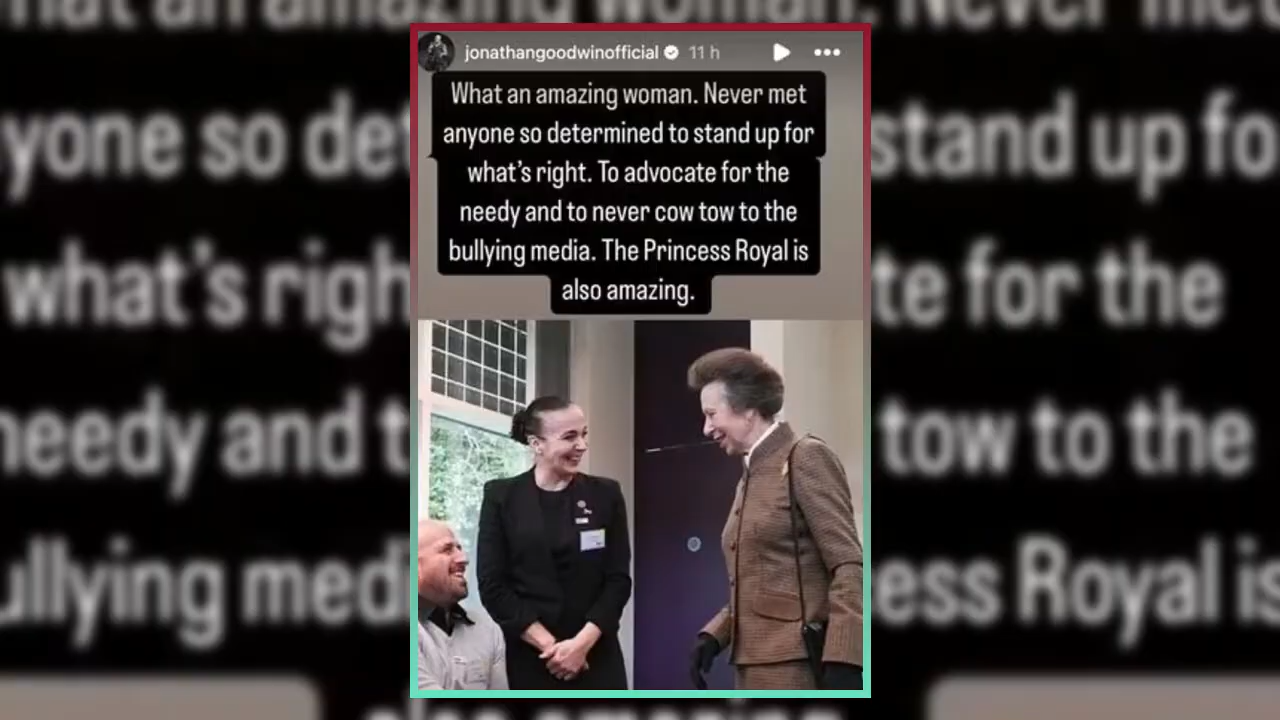 jonathangoodwinofficial 11 h
What an amazing woman. Never met
anyone so determined to stand up for
what's right. To advocate for the
needy and to never cow tow to the
bullying media. The Princess Royal is
also amazing.